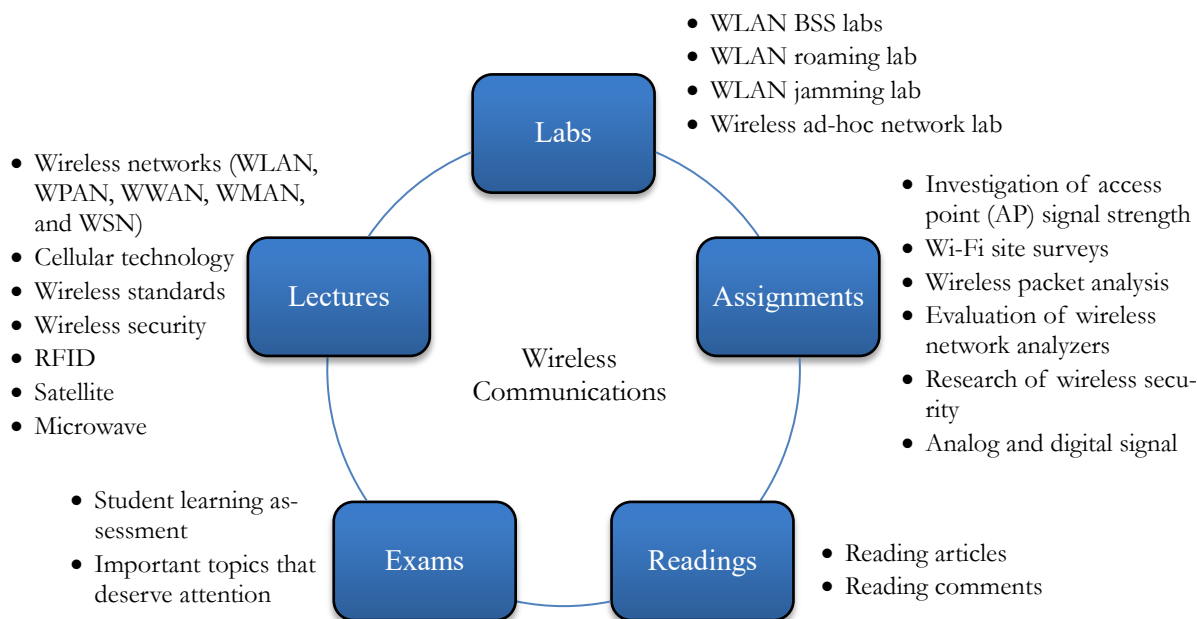 • WLAN BSS labs
• WLAN roaming lab
• WLAN jamming lab
• Wireless ad-hoc network lab
Labs
• Wireless networks (WLAN,
WPAN, WWAN, WMAN,
and WSN)
• Cellular technology
• Wireless standards
• Wireless security
• RFID
• Satellite
• Microwave
Lectures
Assignments
• Investigation of access
point (AP) signal strength
• Wi-Fi site surveys
• Wireless packet analysis
• Evaluation of wireless
network analyzers
• Research of wireless secu-
rity
• Analog and digital signal
Wireless
Communications
• Student learning as-
sessment
• Important topics that
deserve attention
Exams
Readings
• Reading articles
• Reading comments